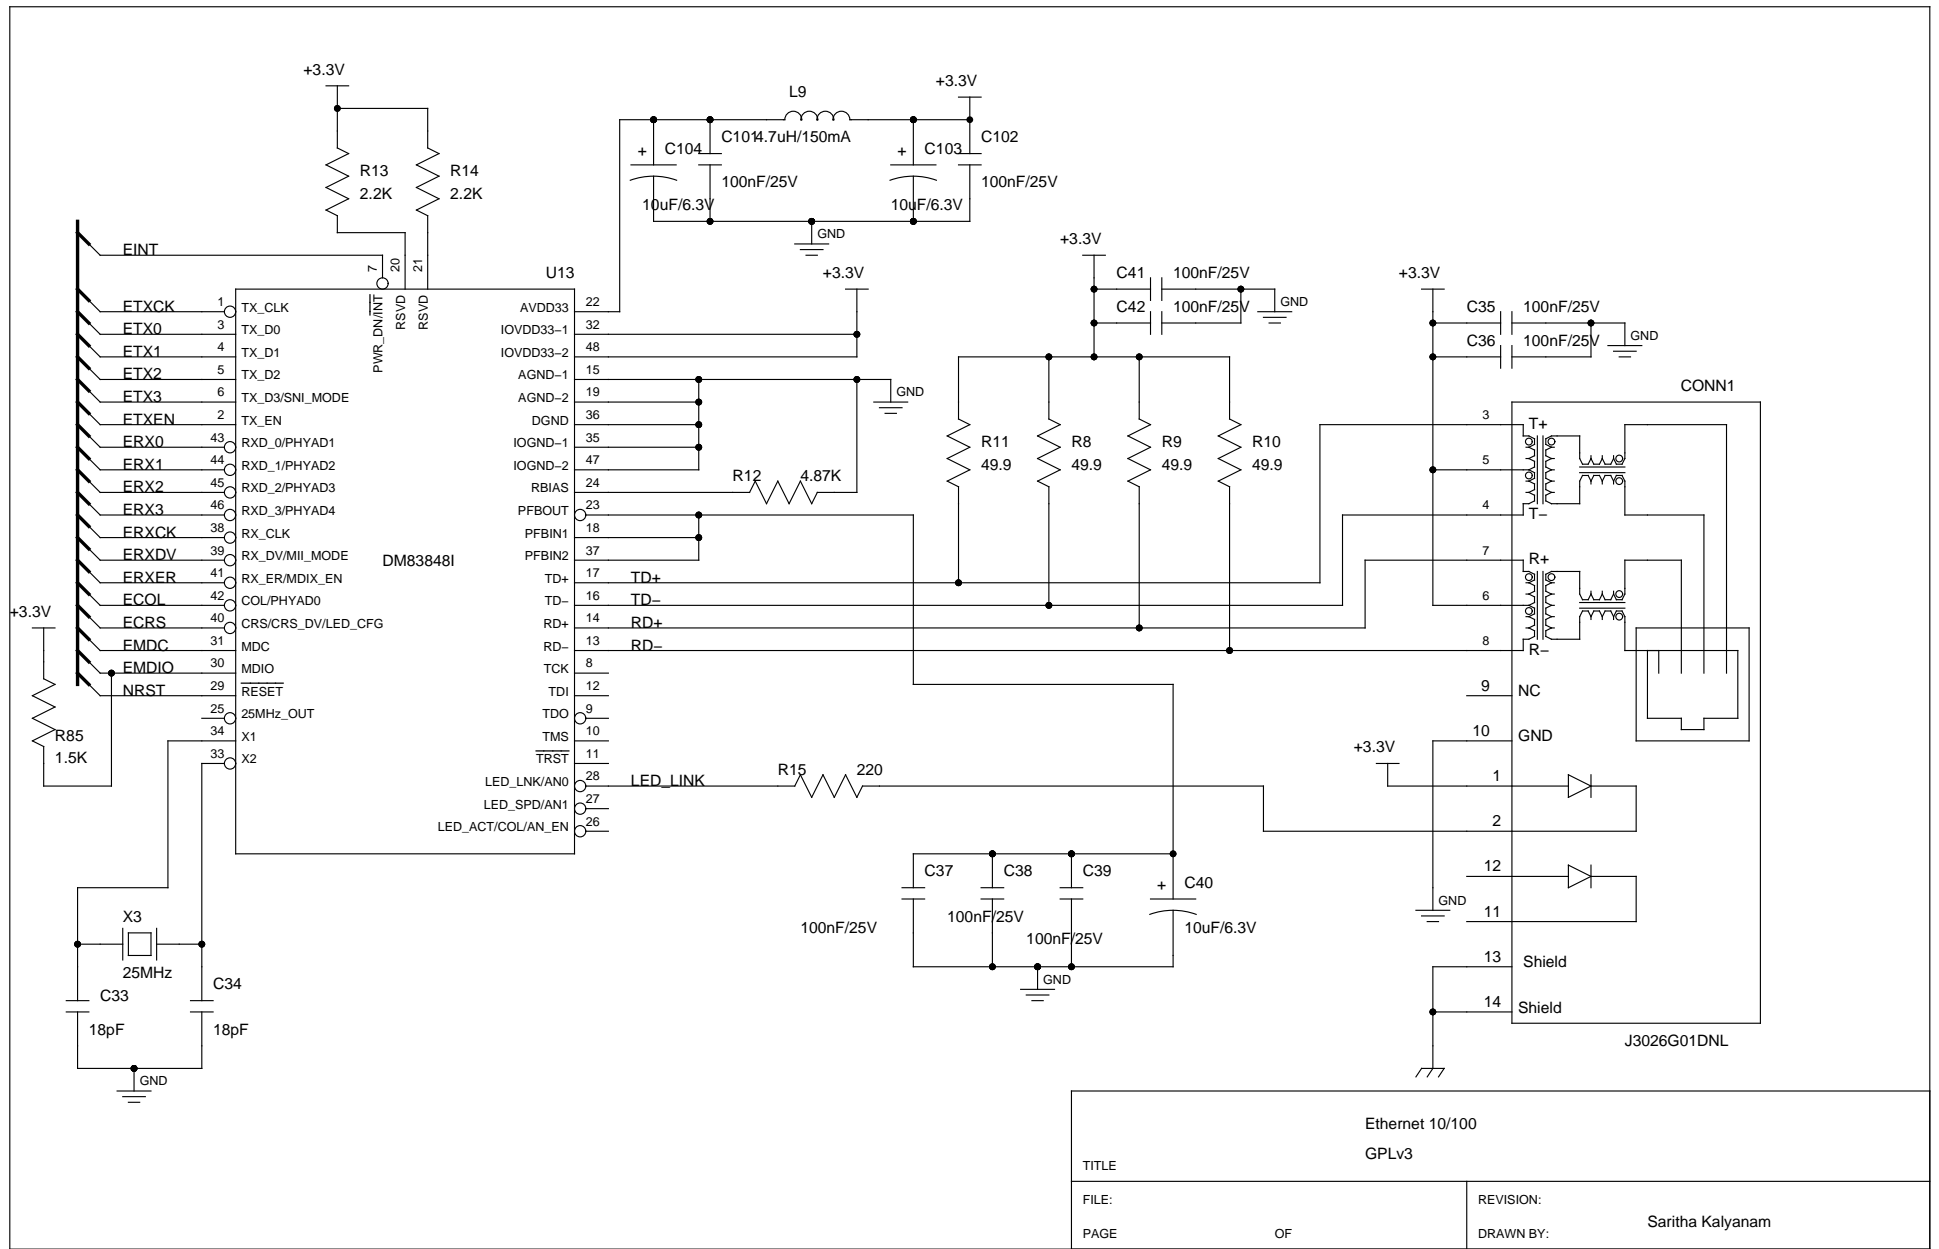 +3.3V
R13
2.2K
R14
2.2K
L9
4.7uH/150mA
+3.3V
+
C104
10uF/6.3V
C101
100nF/25V
+
C103
10uF/6.3V
C102
100nF/25V
GND
EINT
ETXCK
ETX0
ETX1
ETX2
ETX3
ETXEN
ERX0
ERX1
ERX2
ERX3
ERXCK
ERXDV
ERXER
ECOL
ECRS
EMDC
EMDIO
NRST
+3.3V
R85
1.5K
U13
DM83848I
7 PWR_DN/INT
20 RSVD
21 RSVD
1 TX_CLK
3 TX_D0
4 TX_D1
5 TX_D2
6 TX_D3/SNI_MODE
2 TX_EN
43 RXD_0/PHYAD1
44 RXD_1/PHYAD2
45 RXD_2/PHYAD3
46 RXD_3/PHYAD4
38 RX_CLK
39 RX_DV/MII_MODE
41 RX_ER/MDIX_EN
42 COL/PHYAD0
40 CRS/CRS_DV/LED_CFG
31 MDC
30 MDIO
29 RESET
25 25MHz_OUT
34 X1
33 X2
AVDD33 22
IOVDD33−1 32
IOVDD33−2 48
AGND−1 15
AGND−2 19
DGND 36
IOGND−1 35
IOGND−2 47
RBIAS 24
PFBOUT 23
PFBIN1 18
PFBIN2 37
TD+ 17 TD+
TD− 16 TD−
RD+ 14 RD+
RD− 13 RD−
TCK 8
TDI 12
TDO 9
TMS 10
TRST 11
LED_LNK/AN0 28 LED_LINK
LED_SPD/AN1 27
LED_ACT/COL/AN_EN 26
+3.3V
GND
R12 4.87K
R15 220
+3.3V
C41 100nF/25V
C42 100nF/25V
GND
R11
49.9
R8
49.9
R9
49.9
R10
49.9
+3.3V
C35 100nF/25V
C36 100nF/25V
GND
CONN1
3 T+
5
4 T−
7 R+
6
8 R−
9 NC
10 GND
+3.3V
1
2
12
GND
11
13 Shield
14 Shield
J3026G01DNL
C37
100nF/25V
C38
100nF/25V
C39
100nF/25V
+
C40
10uF/6.3V
GND
X3
25MHz
C33
18pF
C34
18pF
GND
Ethernet 10/100
GPLv3
TITLE
FILE:
REVISION:
PAGE OF
DRAWN BY: Saritha Kalyanam